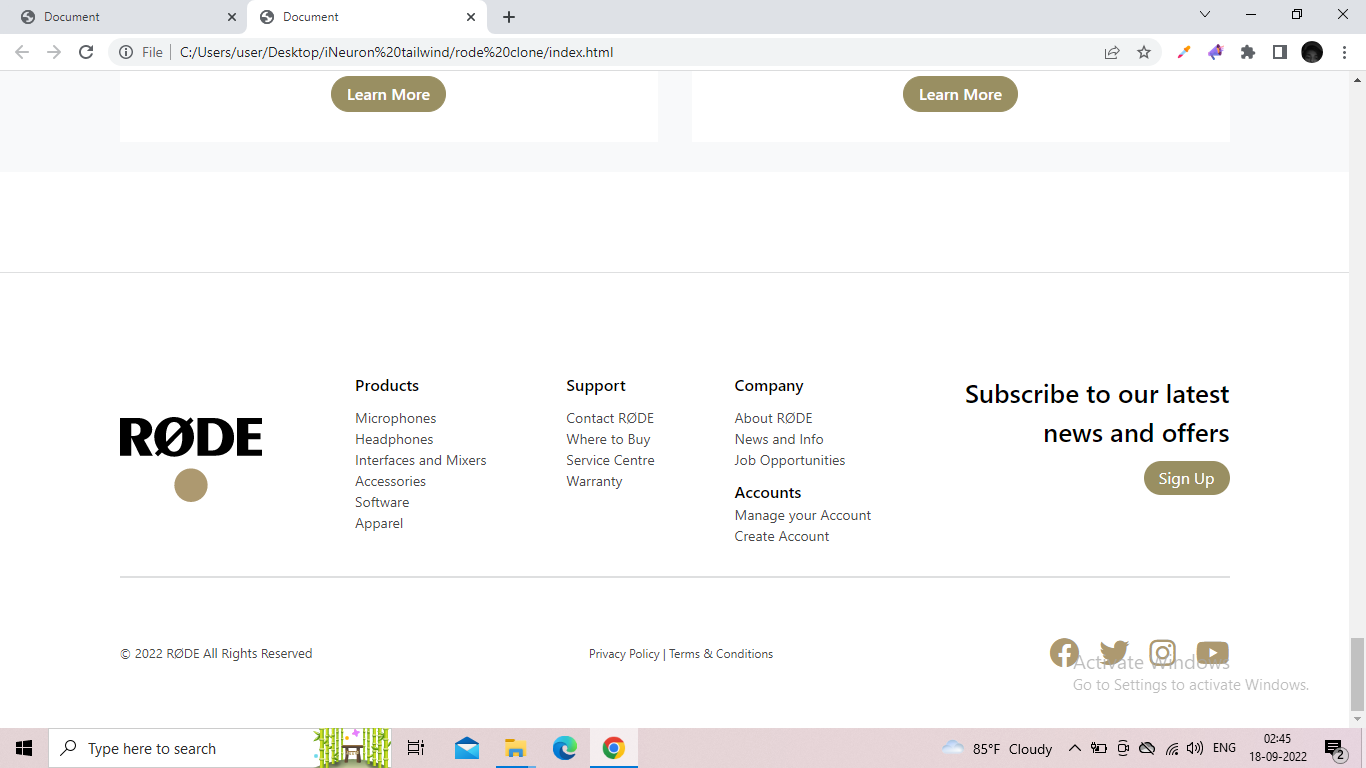 Document
Document
File
C:/Users/user/Desktop/iNeuron%20tailwind/rode%20clone/index.html
Learn More
Learn More
RØDE
Products
Microphones
Headphones
Interfaces and Mixers
Accessories
Software
Apparel
Support
Contact RØDE
Where to Buy
Service Centre
Warranty
Company
About RØDE
News and Info
Job Opportunities
Accounts
Manage your Account
Create Account
Subscribe to our latest
news and offers
Sign Up
© 2022 RØDE All Rights Reserved
Privacy Policy | Terms & Conditions
Activate Windows
Go to Settings to activate Windows.
Type here to search
85°F Cloudy
ENG
02:45
18-09-2022
2